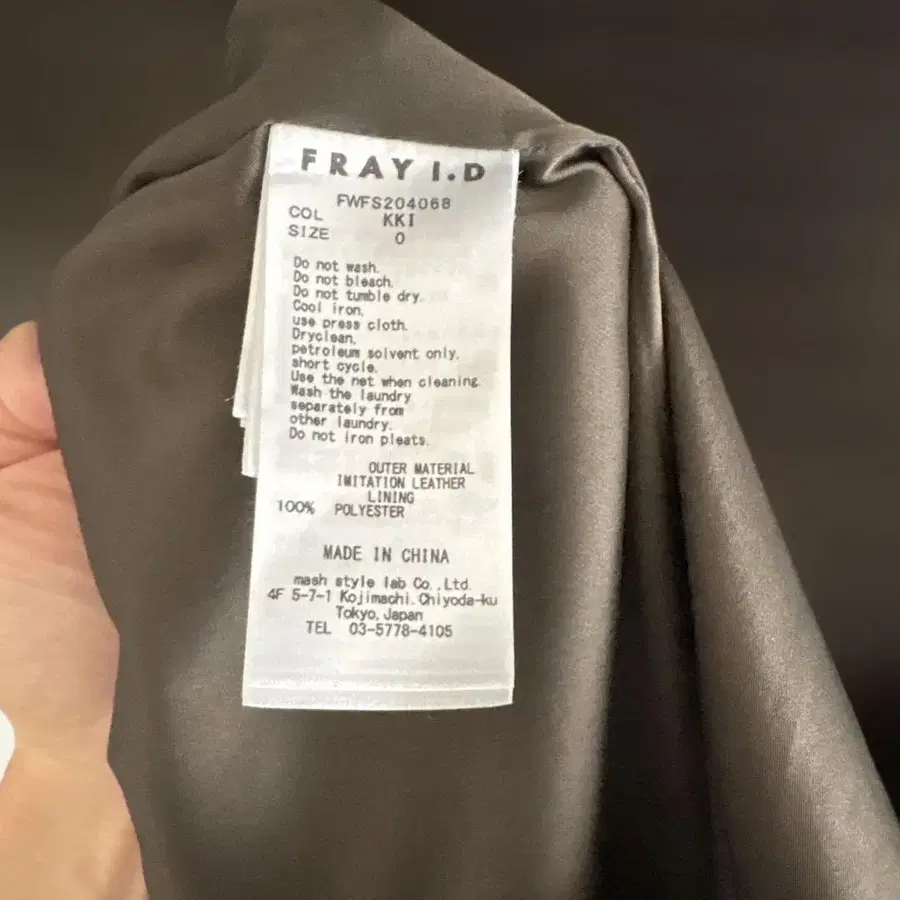 FRAY I.D
FWFS204068
COL KKI
SIZE 0
Do not wash.
Do not bleach.
Do not tumble dry.
Cool iron,
use press cloth.
Dryclean,
petroleum solvent only,
short cycle.
Use the net when cleaning.
Wash the laundry
separately from
other laundry.
Do not iron pleats.
OUTER MATERIAL
IMITATION LEATHER
LINING
100% POLYESTER
MADE IN CHINA
mash style lab Co.,Ltd.
4F 5-7-1 Kojimachi.Chiyoda-ku
Tokyo,Japan
TEL 03-5778-4105